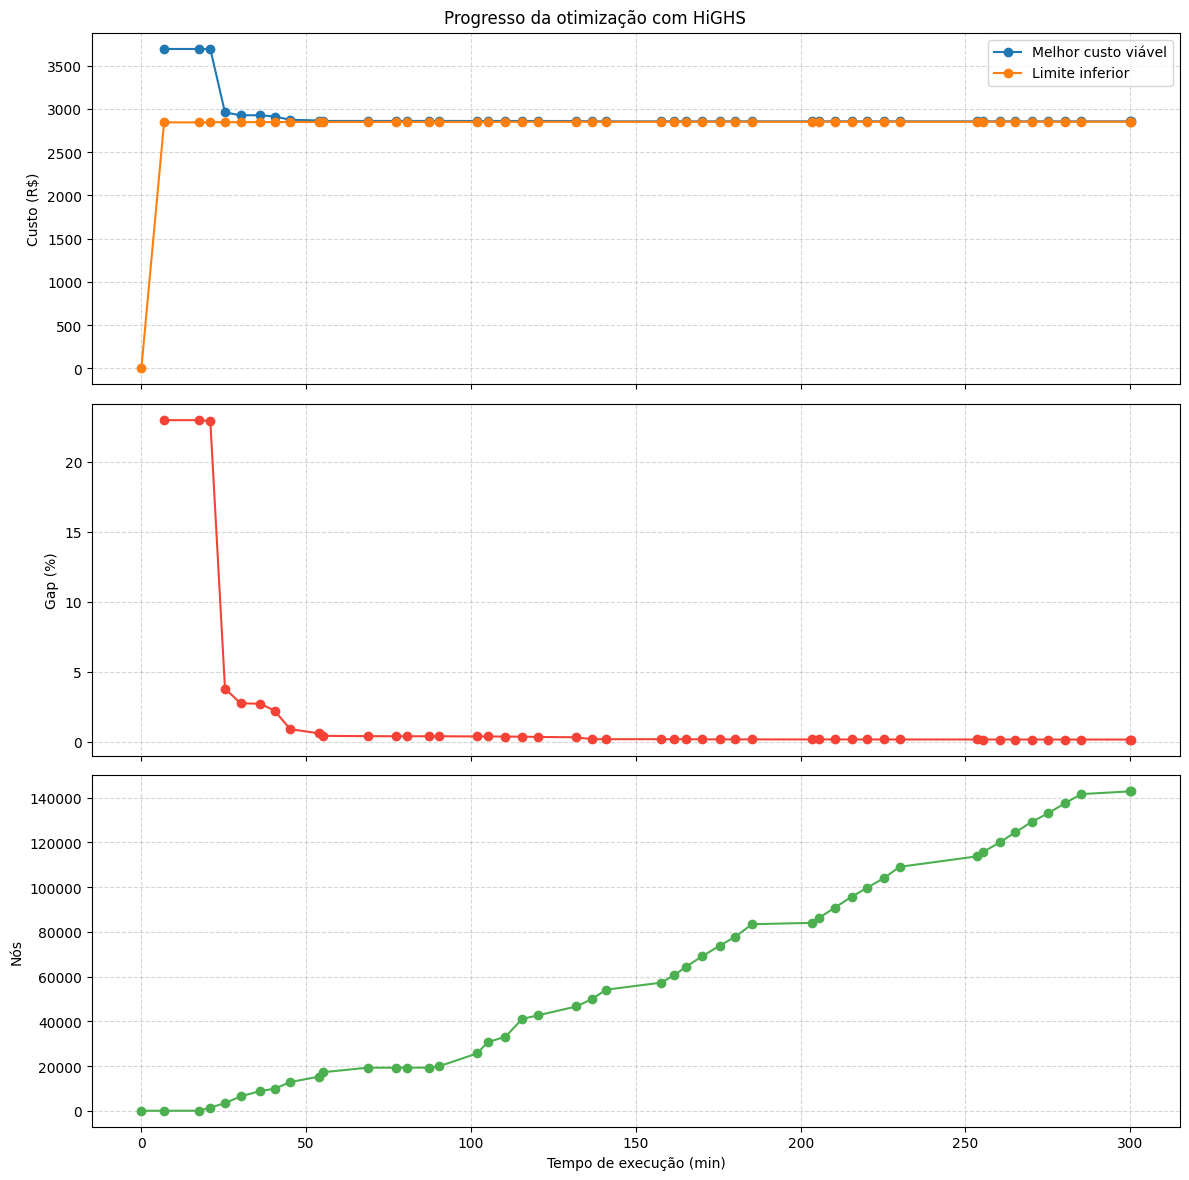 Progresso da otimização com HiGHS
Melhor custo viável
Limite inferior
3500
3000
2500
2000
1500
1000
500
0
Custo (R$)
20
15
10
5
0
Gap (%)
140000
120000
100000
80000
60000
40000
20000
0
Nós
0 50 100 150 200 250 300
Tempo de execução (min)